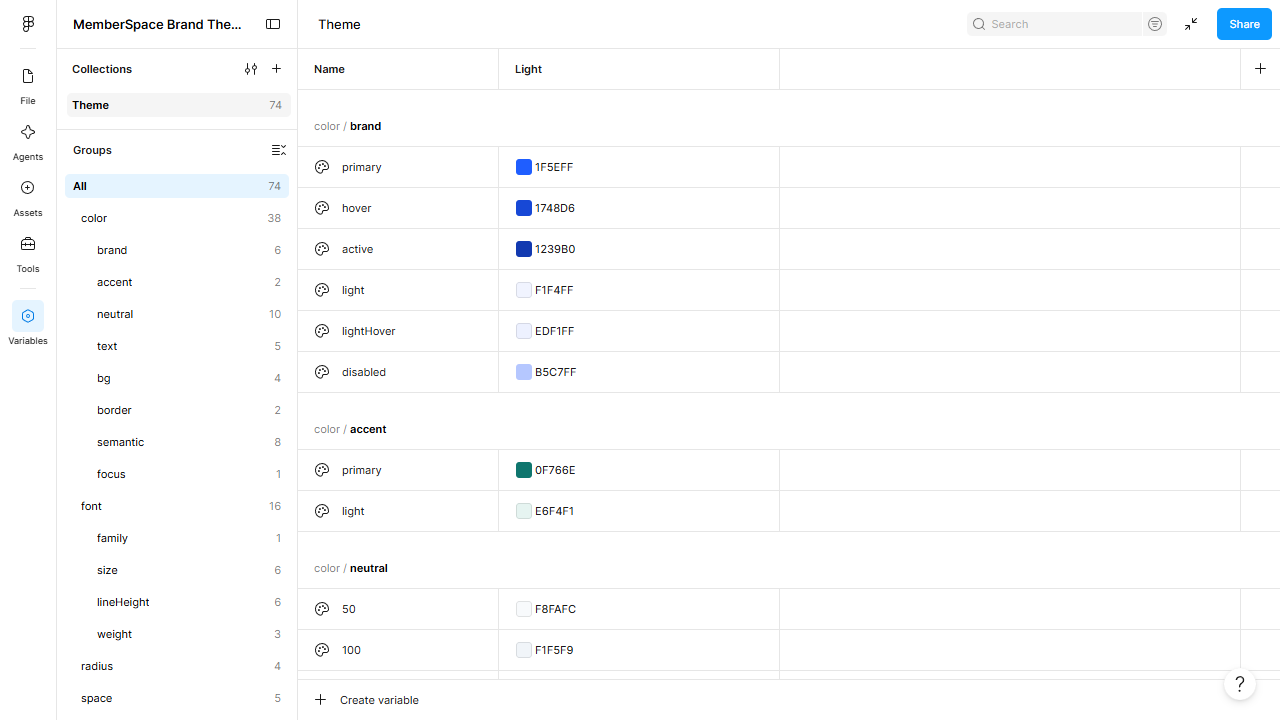 MemberSpace Brand The...
Theme
Search
Share
File
Agents
Assets
Tools
Variables
Collections
Theme 74
Groups
All 74
color 38
brand 6
accent 2
neutral 10
text 5
bg 4
border 2
semantic 8
focus 1
font 16
family 1
size 6
lineHeight 6
weight 3
radius 4
space 5
Name Light
color / brand
primary 1F5EFF
hover 1748D6
active 1239B0
light F1F4FF
lightHover EDF1FF
disabled B5C7FF
color / accent
primary 0F766E
light E6F4F1
color / neutral
50 F8FAFC
100 F1F5F9
Create variable
?